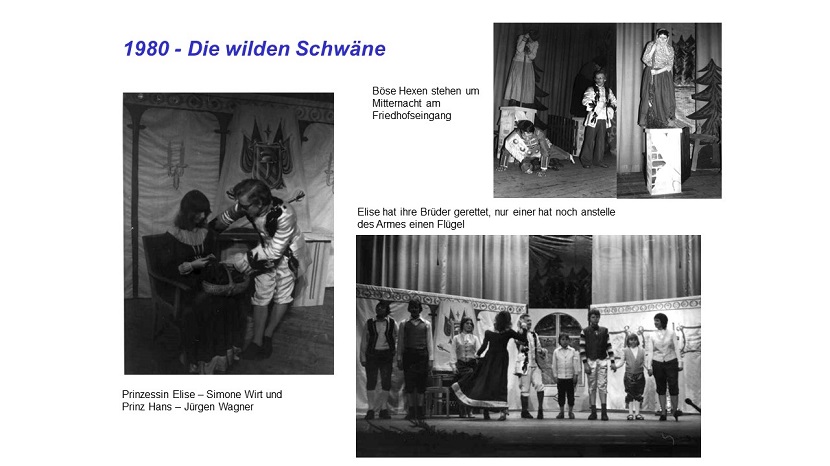 1980 - Die wilden Schwäne
Böse Hexen stehen um
Mitternacht am
Friedhofseingang
Elise hat ihre Brüder gerettet, nur einer hat noch anstelle
des Armes einen Flügel
Prinzessin Elise – Simone Wirt und
Prinz Hans – Jürgen Wagner